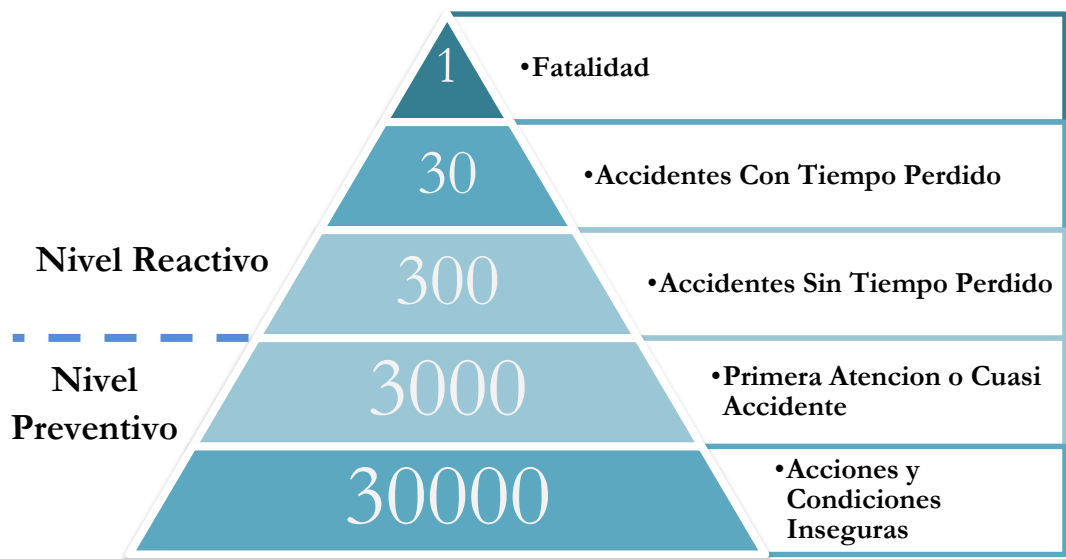 1
•Fatalidad
30
•Accidentes Con Tiempo Perdido
Nivel Reactivo
300
•Accidentes Sin Tiempo Perdido
Nivel
Preventivo
3000
•Primera Atencion o Cuasi
Accidente
30000
•Acciones y
Condiciones
Inseguras